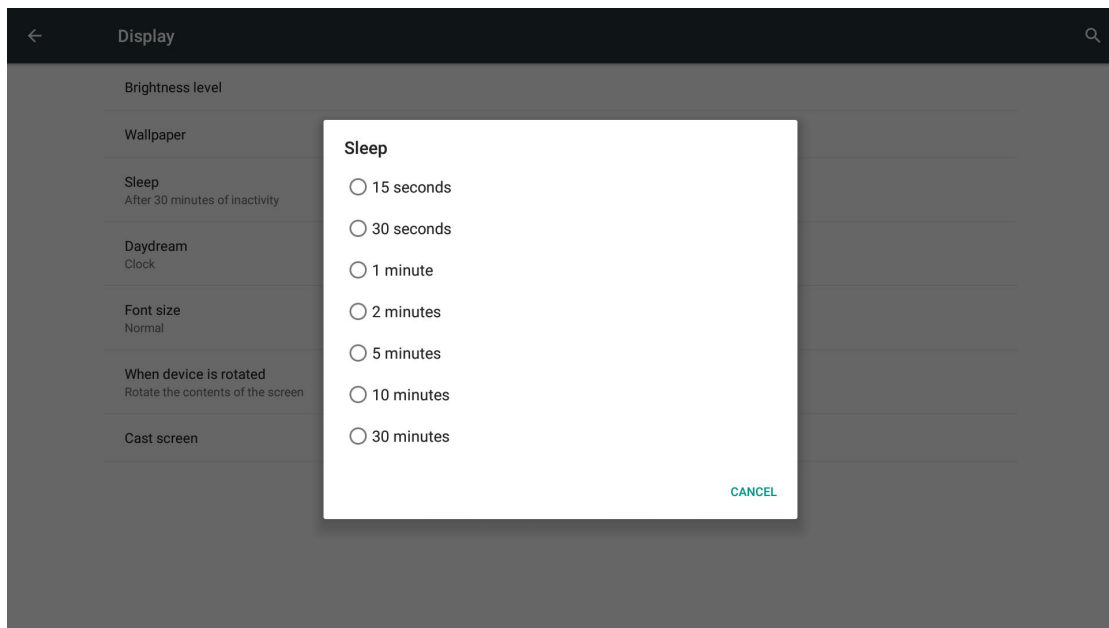 Display
Brightness level
Wallpaper
Sleep
After 30 minutes of inactivity
Daydream
Clock
Font size
Normal
When device is rotated
Rotate the contents of the screen
Cast screen
Sleep
15 seconds
30 seconds
1 minute
2 minutes
5 minutes
10 minutes
30 minutes
CANCEL